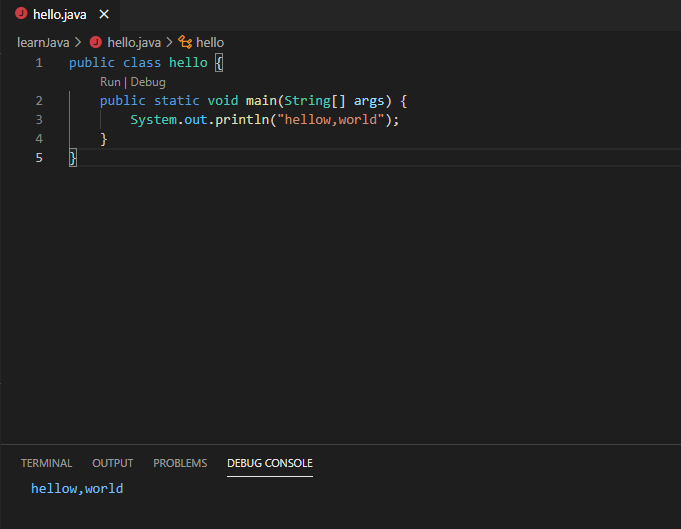 hello.java
learnJava > hello.java > hello
1 public class hello {
Run | Debug
2 public static void main(String[] args) {
3 System.out.println("hellow,world");
4 }
5 }
TERMINAL OUTPUT PROBLEMS DEBUG CONSOLE
hellow,world